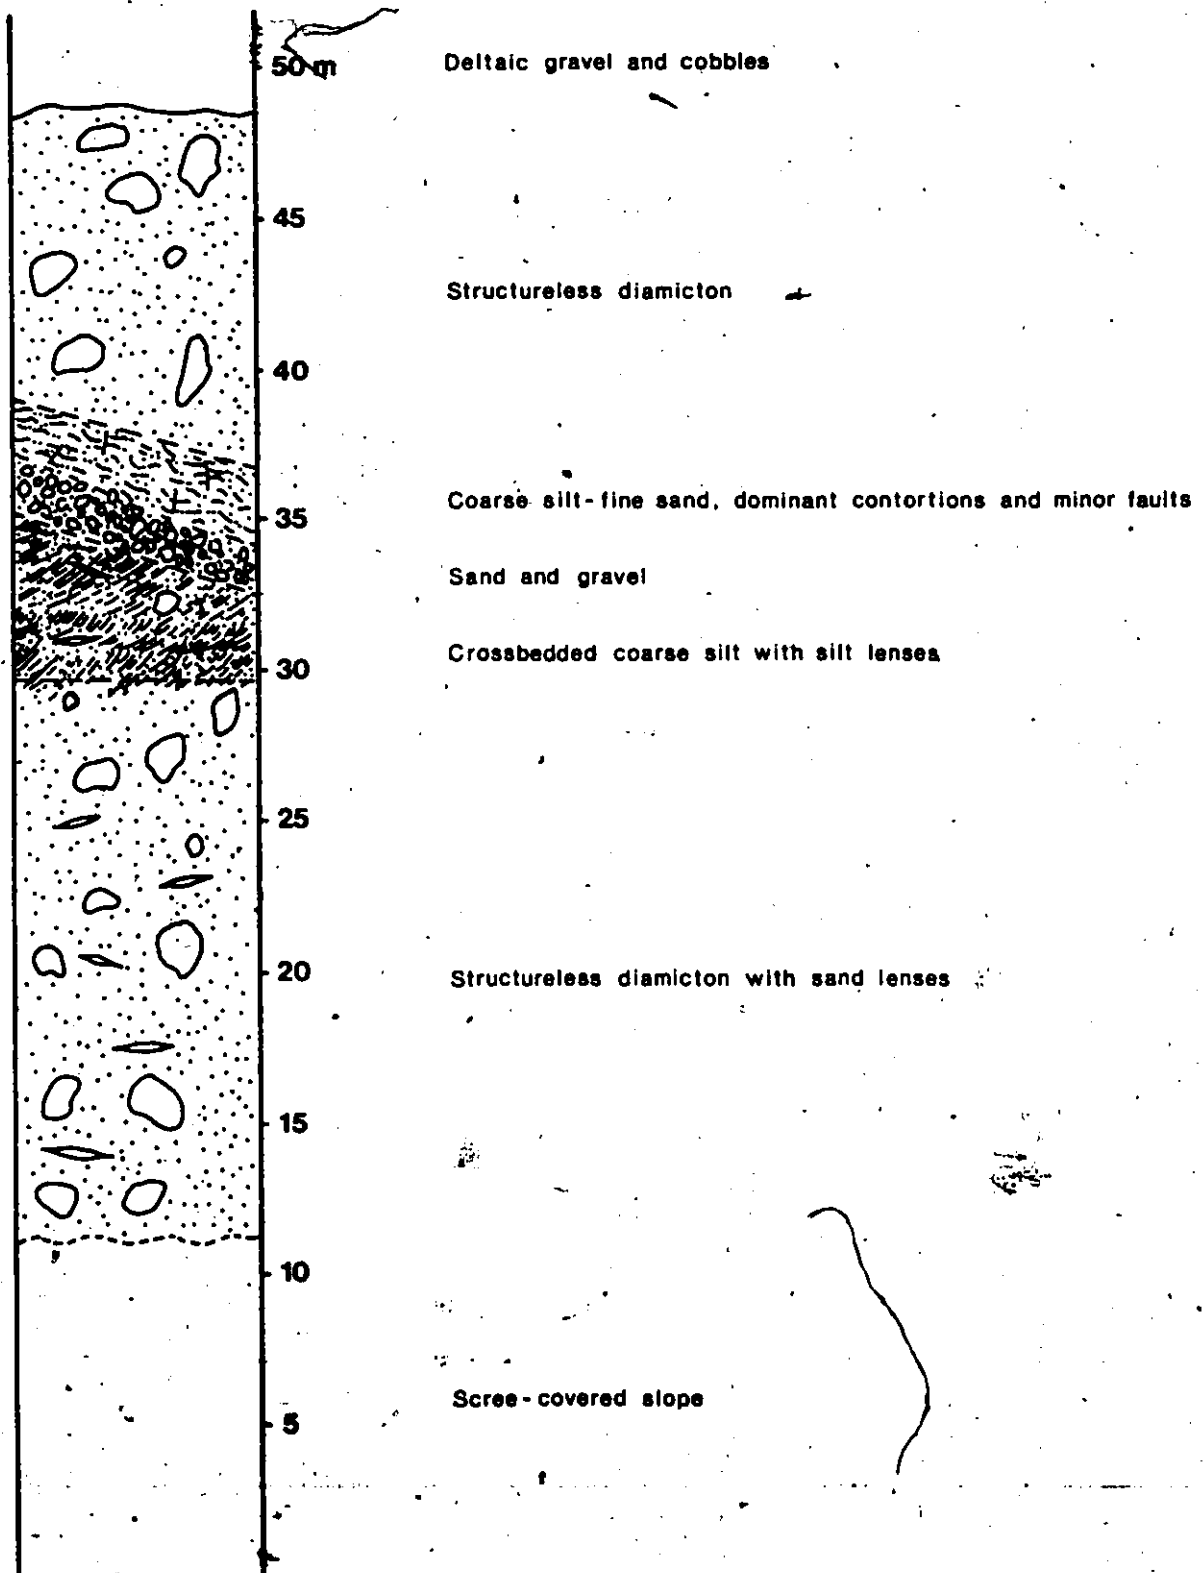 50 m Deltaic gravel and cobbles
45
Structureless diamicton
40
Coarse silt-fine sand, dominant contortions and minor faults
35
Sand and gravel
Crossbedded coarse silt with silt lenses
30
25
20 Structureless diamicton with sand lenses
15
10
Scree-covered slope
5